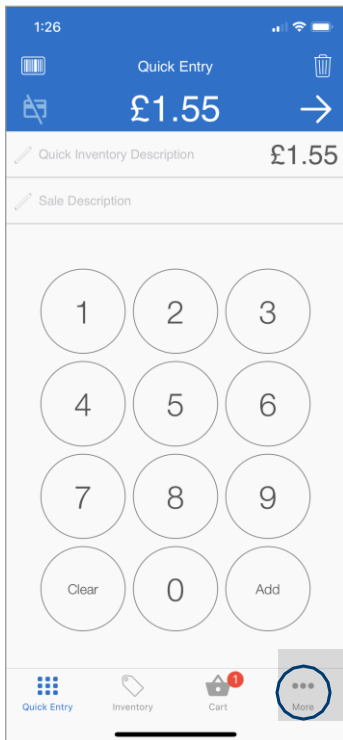 1:26
Quick Entry
£1.55
Quick Inventory Description £1.55
Sale Description
1 2 3
4 5 6
7 8 9
Clear 0 Add
1
Quick Entry Inventory Cart More